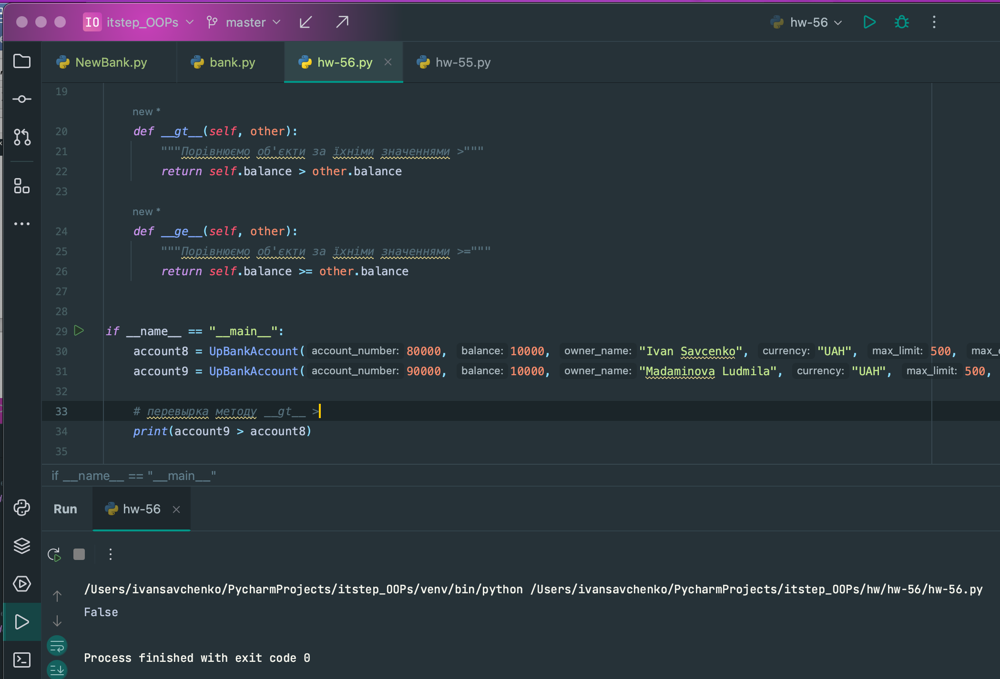 IO itstep_OOPs master hw-56
NewBank.py bank.py hw-56.py hw-55.py
19
new *
20 def __gt__(self, other):
21 """Порівнюємо об'єкти за їхніми значеннями >"""
22 return self.balance > other.balance
23
new *
24 def __ge__(self, other):
25 """Порівнюємо об'єкти за їхніми значеннями >="""
26 return self.balance >= other.balance
27
28
29 if __name__ == "__main__":
30 account8 = UpBankAccount( account_number: 80000, balance: 10000, owner_name: "Ivan Savcenko", currency: "UAH", max_limit: 500,
31 account9 = UpBankAccount( account_number: 90000, balance: 10000, owner_name: "Madaminova Ludmila", currency: "UAH", max_limit: 500,
32
33 # перевырка методу __gt__ >
34 print(account9 > account8)
35
if __name__ == "__main__"
Run hw-56
/Users/ivansavchenko/PycharmProjects/itstep_OOPs/venv/bin/python /Users/ivansavchenko/PycharmProjects/itstep_OOPs/hw/hw-56/hw-56.py
False
Process finished with exit code 0